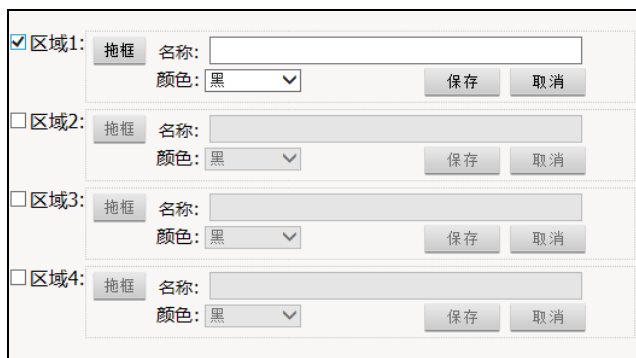 区域1: 拖框 名称:
颜色: 黑 保存 取消
区域2: 拖框 名称:
颜色: 黑 保存 取消
区域3: 拖框 名称:
颜色: 黑 保存 取消
区域4: 拖框 名称:
颜色: 黑 保存 取消